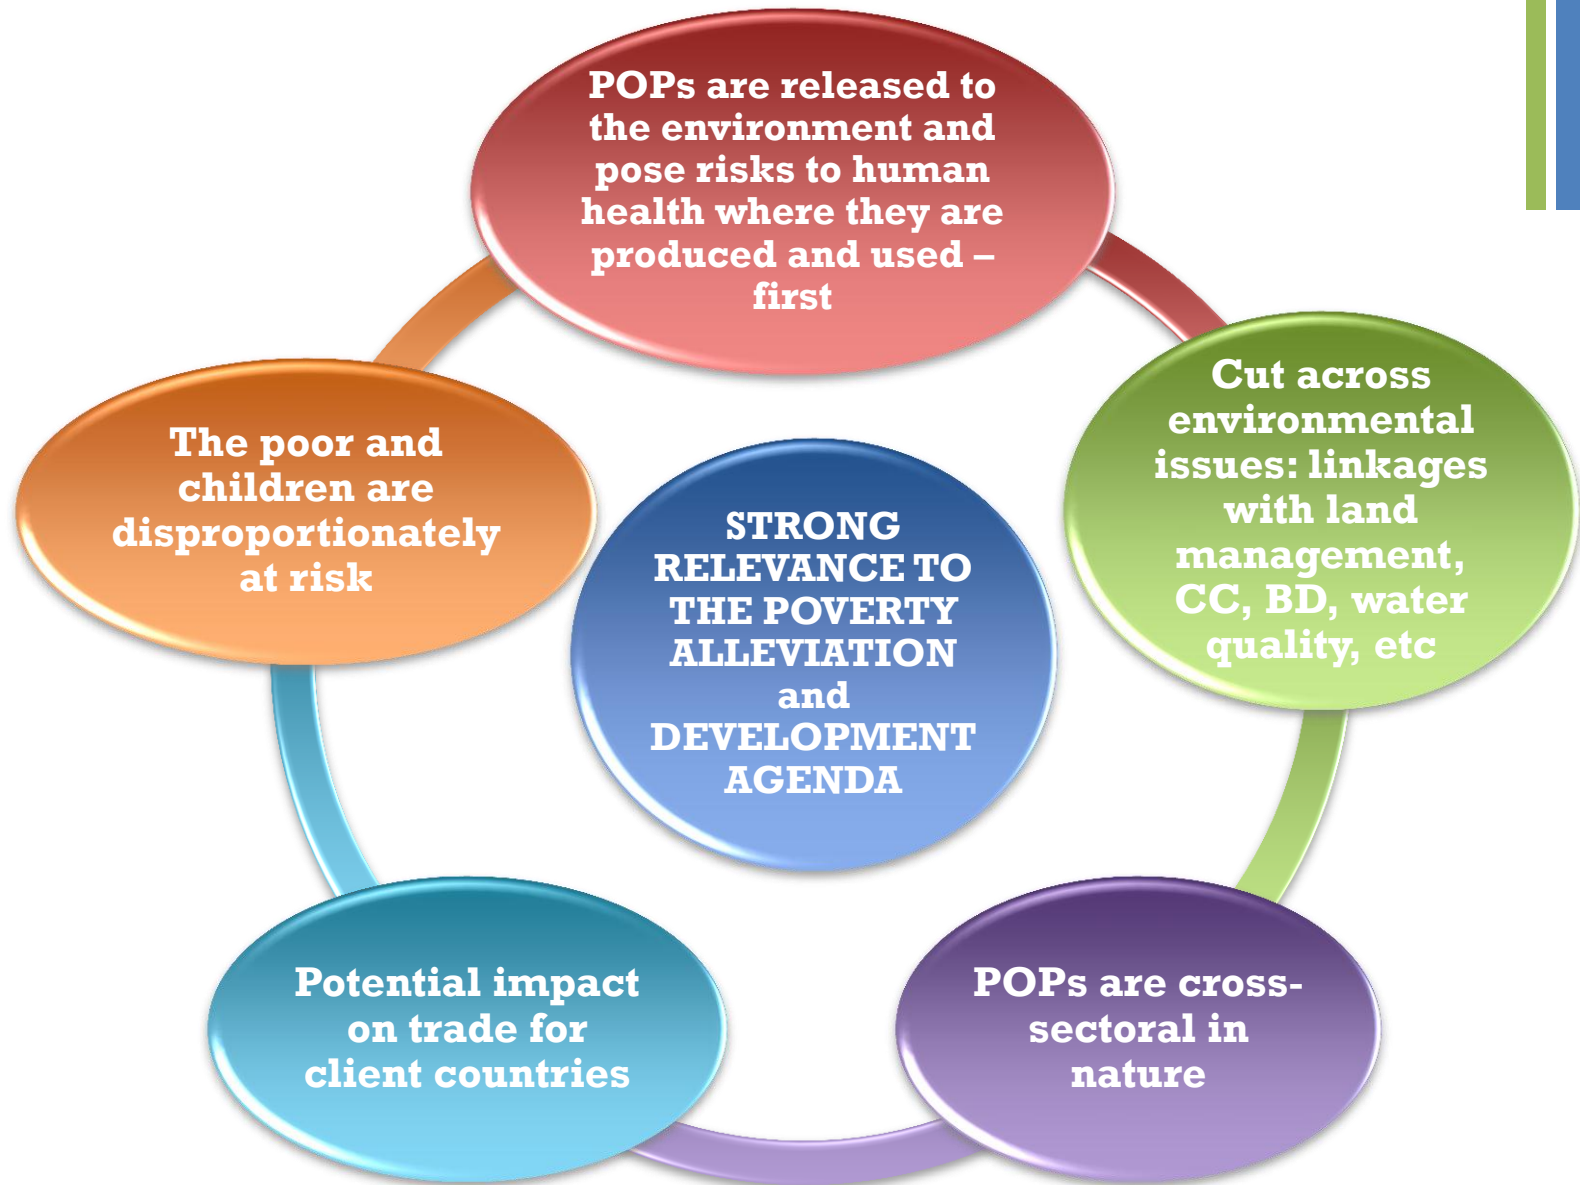 POPs are released to
the environment and
pose risks to human
health where they are
produced and used –
first
Cut across
environmental
issues: linkages
with land
management,
CC, BD, water
quality, etc
The poor and
children are
disproportionately
at risk
STRONG
RELEVANCE TO
THE POVERTY
ALLEVIATION
and
DEVELOPMENT
AGENDA
Potential impact
on trade for
client countries
POPs are cross-
sectoral in
nature